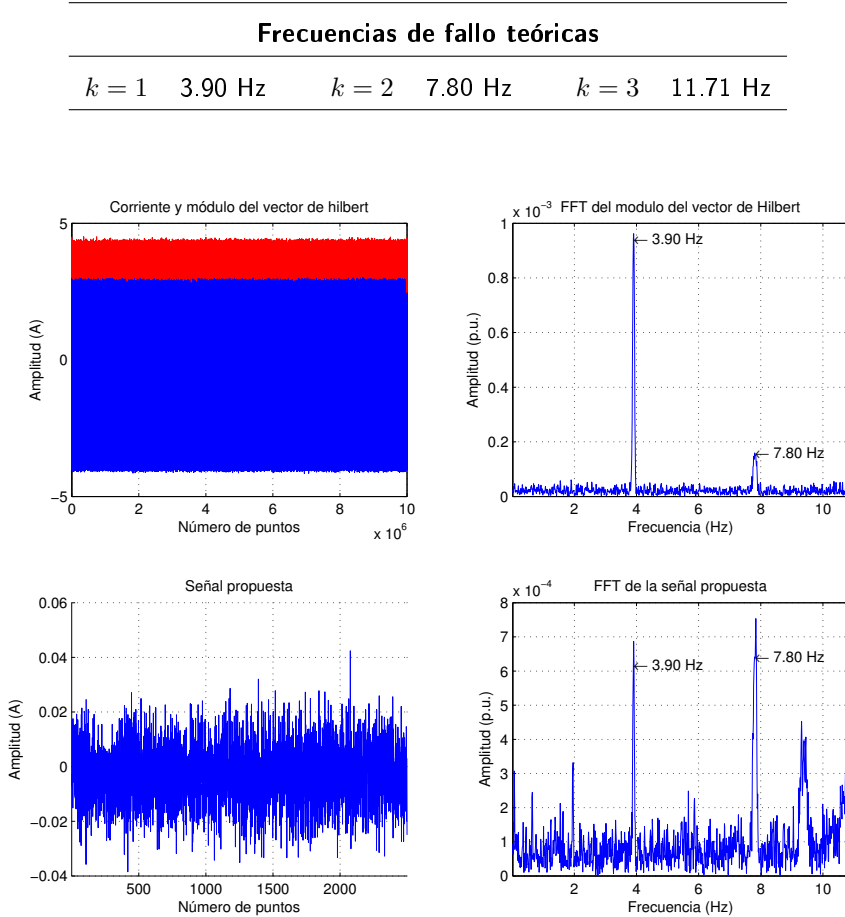 Frecuencias de fallo teóricas
k = 1 3.90 Hz k = 2 7.80 Hz k = 3 11.71 Hz
Corriente y módulo del vector de hilbert
5
0
−5
Amplitud (A)
0 2 4 6 8 10
Número de puntos
x 10^6
x 10^−3 FFT del modulo del vector de Hilbert
1
0.8
0.6
0.4
0.2
0
Amplitud (p.u.)
← 3.90 Hz
← 7.80 Hz
2 4 6 8 10
Frecuencia (Hz)
Señal propuesta
0.06
0.04
0.02
0
−0.02
−0.04
Amplitud (A)
500 1000 1500 2000
Número de puntos
x 10^−4
FFT de la señal propuesta
8
7
6
5
4
3
2
1
0
Amplitud (p.u.)
← 3.90 Hz
← 7.80 Hz
2 4 6 8 10
Frecuencia (Hz)